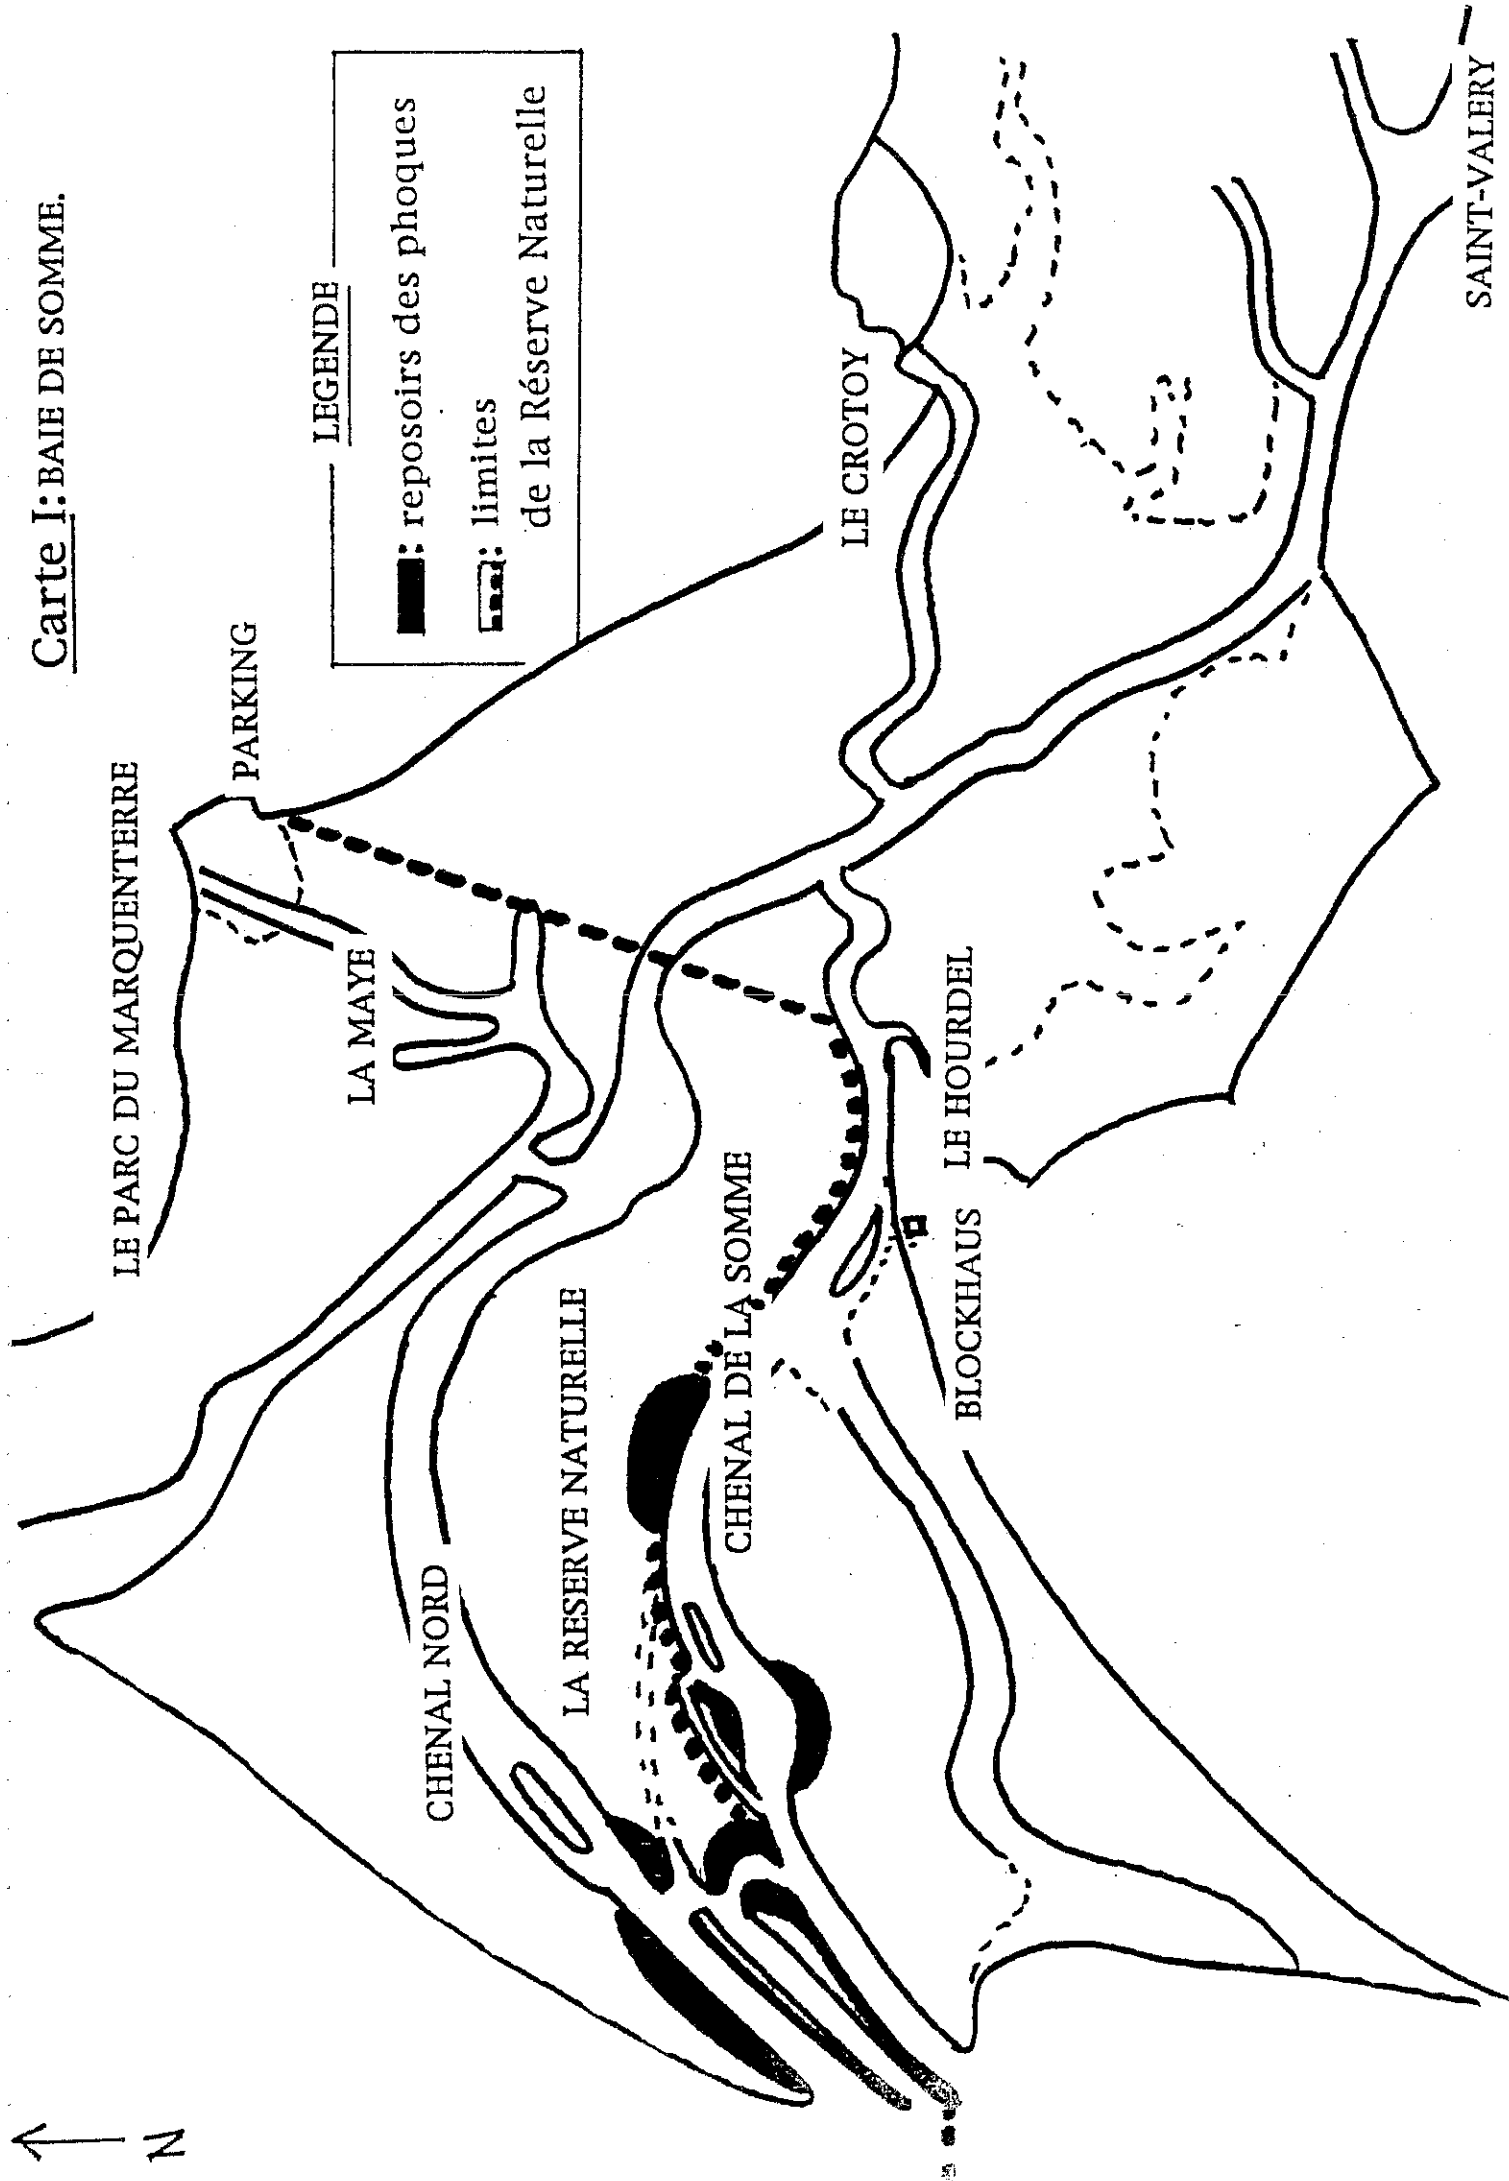 Carte I: BAIE DE SOMME.
N
LE PARC DU MARQUENTERRE
PARKING
LEGENDE
: reposoirs des phoques
: limites
de la Réserve Naturelle
LA MAYE
CHENAL NORD
LA RESERVE NATURELLE
CHENAL DE LA SOMME
LE CROTOY
BLOCKHAUS
LE HOURDEL
SAINT-VALERY